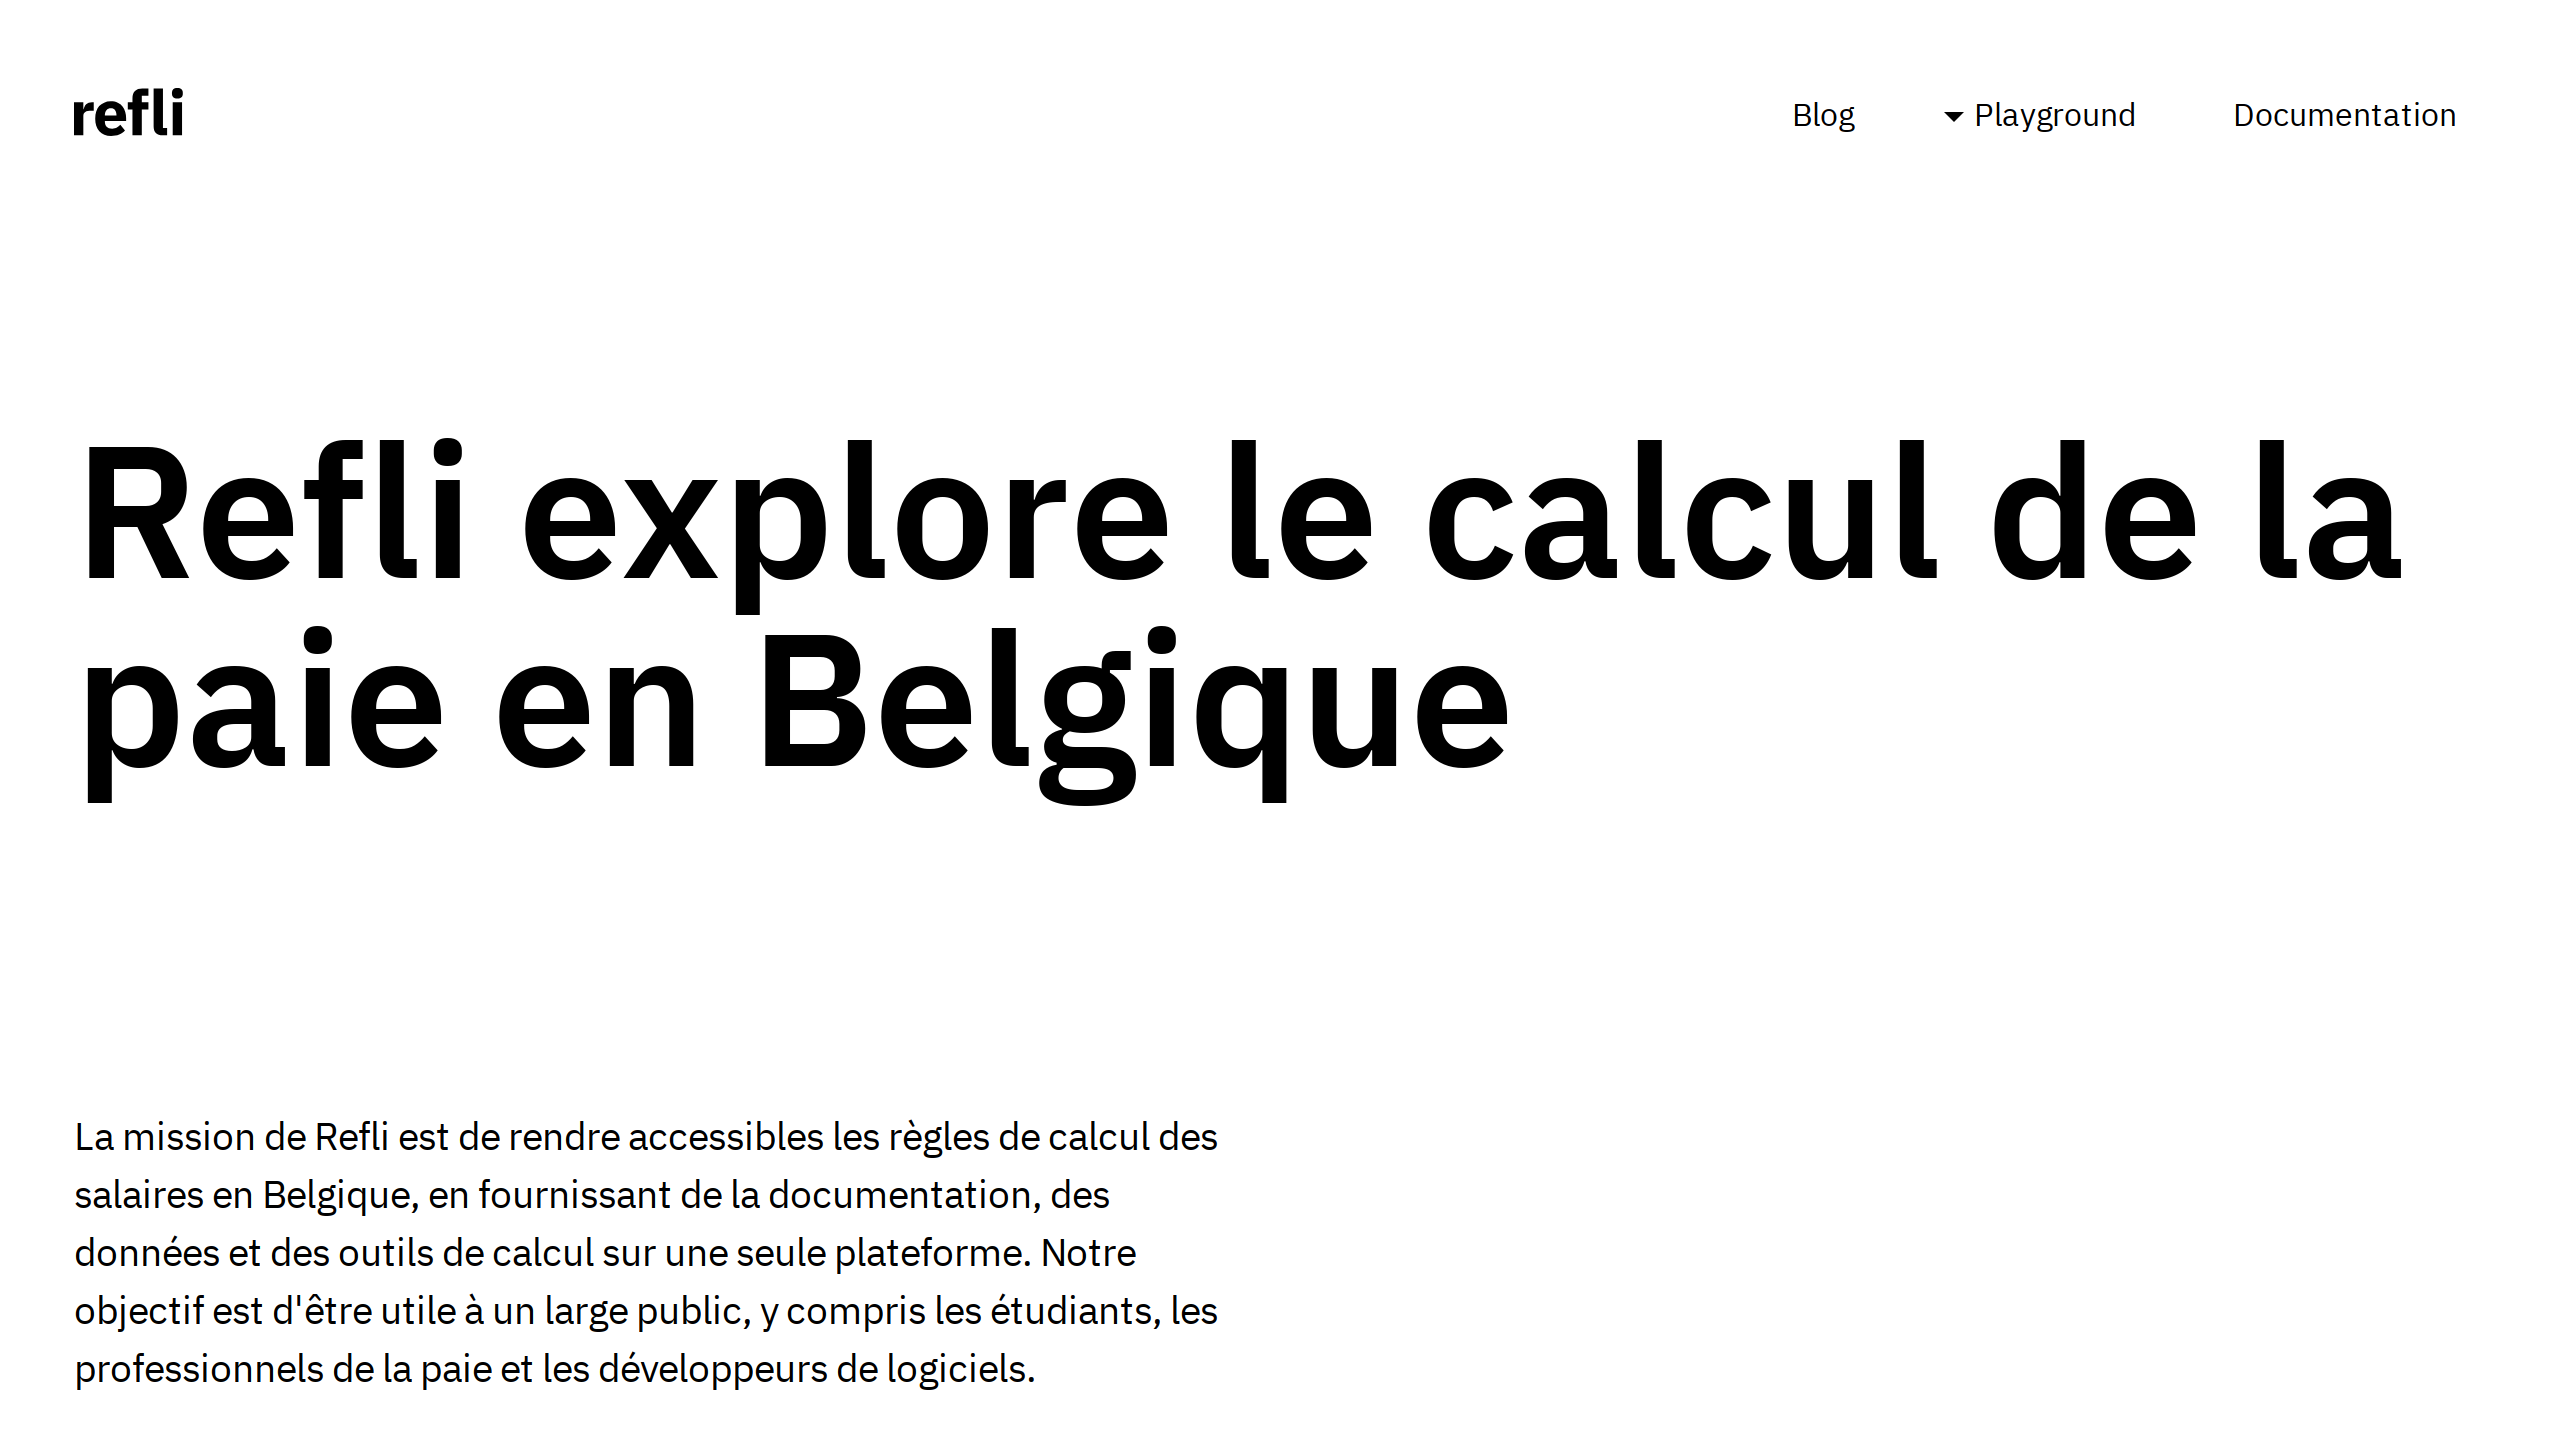 refli
Blog
Playground
Documentation
Refli explore le calcul de la
paie en Belgique
La mission de Refli est de rendre accessibles les règles de calcul des
salaires en Belgique, en fournissant de la documentation, des
données et des outils de calcul sur une seule plateforme. Notre
objectif est d'être utile à un large public, y compris les étudiants, les
professionnels de la paie et les développeurs de logiciels.